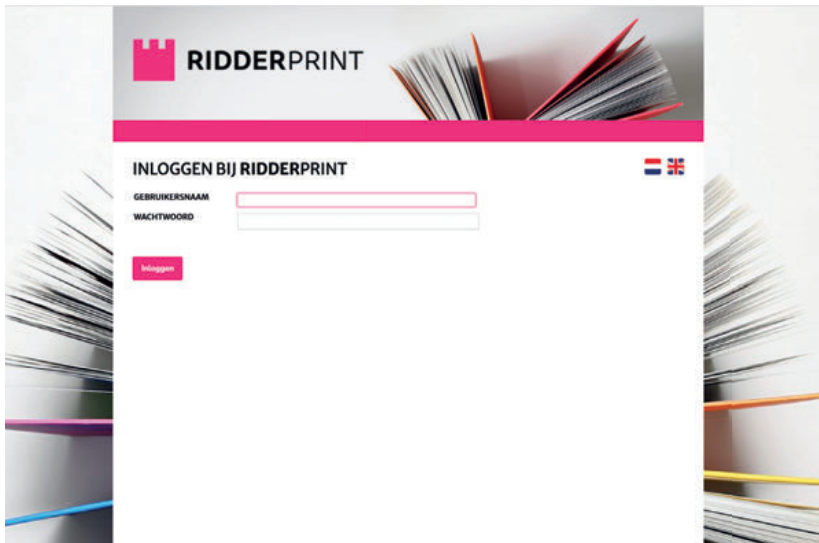 RIDDERPRINT
INLOGGEN BIJ RIDDERPRINT
GEBRUIKERSNAAM
WACHTWOORD
Inloggen